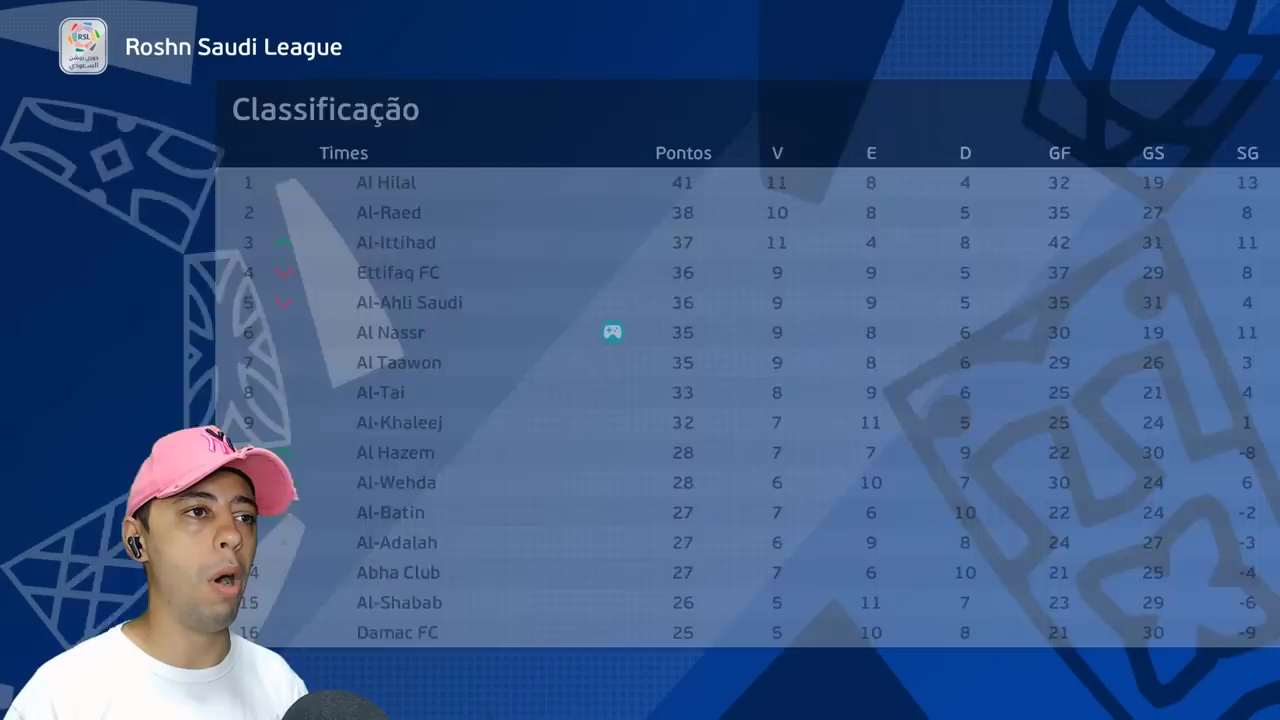 RSL
دوري روشن
السعودي
Roshn Saudi League
Classificação
Times Pontos V E D GF GS SG
1 Al Hilal 41 11 8 4 32 19 13
2 Al-Raed 38 10 8 5 35 27 8
3 Al-Ittihad 37 11 4 8 42 31 11
4 Ettifaq FC 36 9 9 5 37 29 8
5 Al-Ahli Saudi 36 9 9 5 35 31 4
6 Al Nassr 35 9 8 6 30 19 11
7 Al Taawon 35 9 8 6 29 26 3
8 Al-Tai 33 8 9 6 25 21 4
9 Al-Khaleej 32 7 11 5 25 24 1
Al Hazem 28 7 7 9 22 30 -8
Al-Wehda 28 6 10 7 30 24 6
Al-Batin 27 7 6 10 22 24 -2
Al-Adalah 27 6 9 8 24 27 -3
4 Abha Club 27 7 6 10 21 25 -4
15 Al-Shabab 26 5 11 7 23 29 -6
16 Damac FC 25 5 10 8 21 30 -9